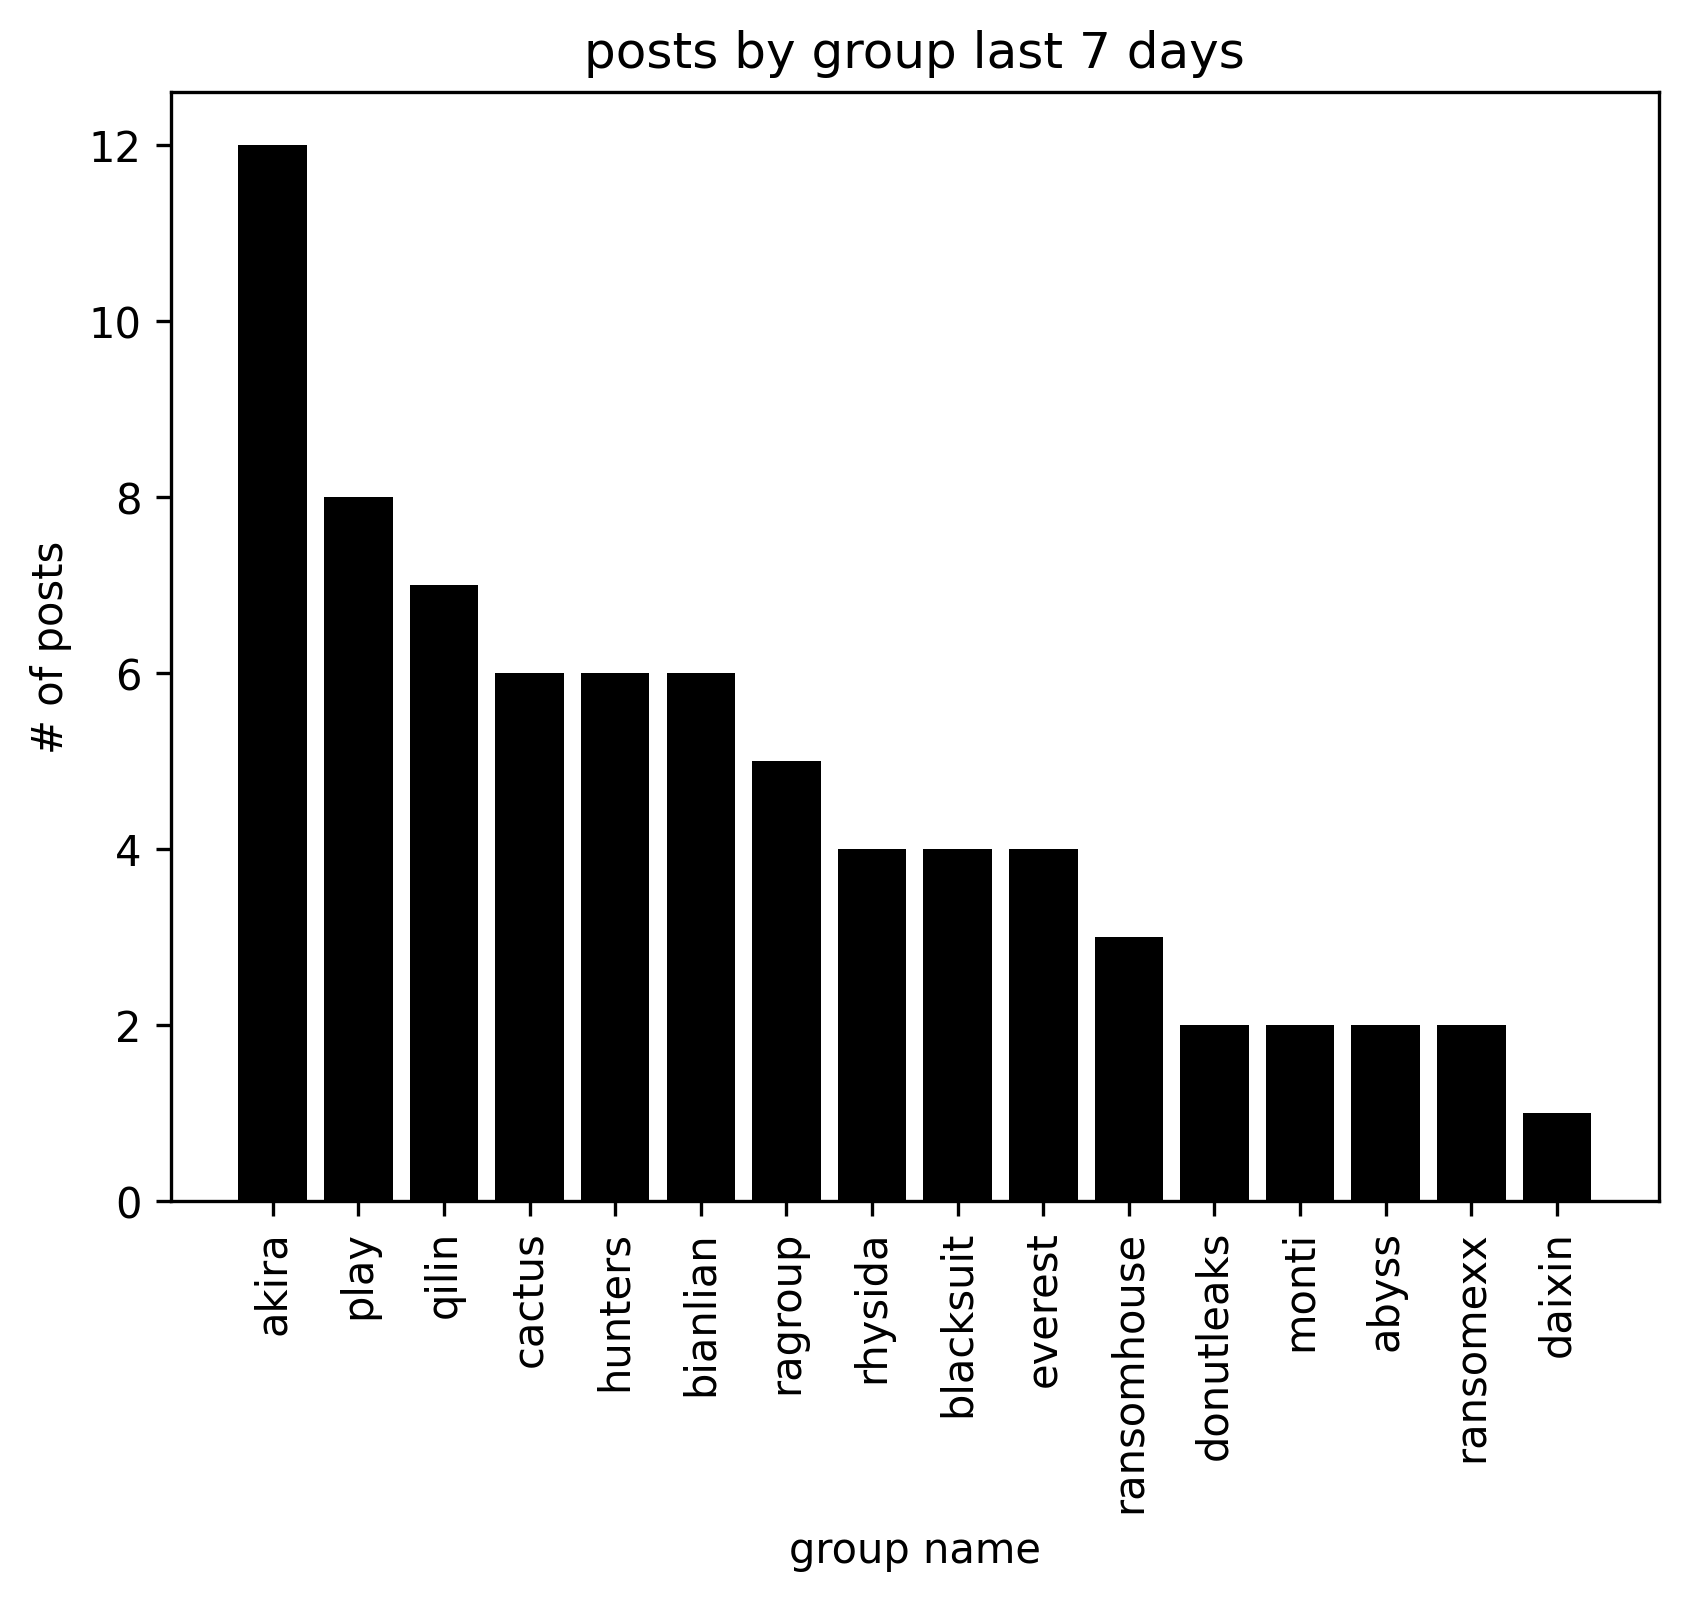 posts by group last 7 days
12
10
8
6
4
2
0
# of posts
akira
play
qilin
cactus
hunters
bianlian
ragroup
rhysida
blacksuit
everest
ransomhouse
donutleaks
monti
abyss
ransomexx
daixin
group name